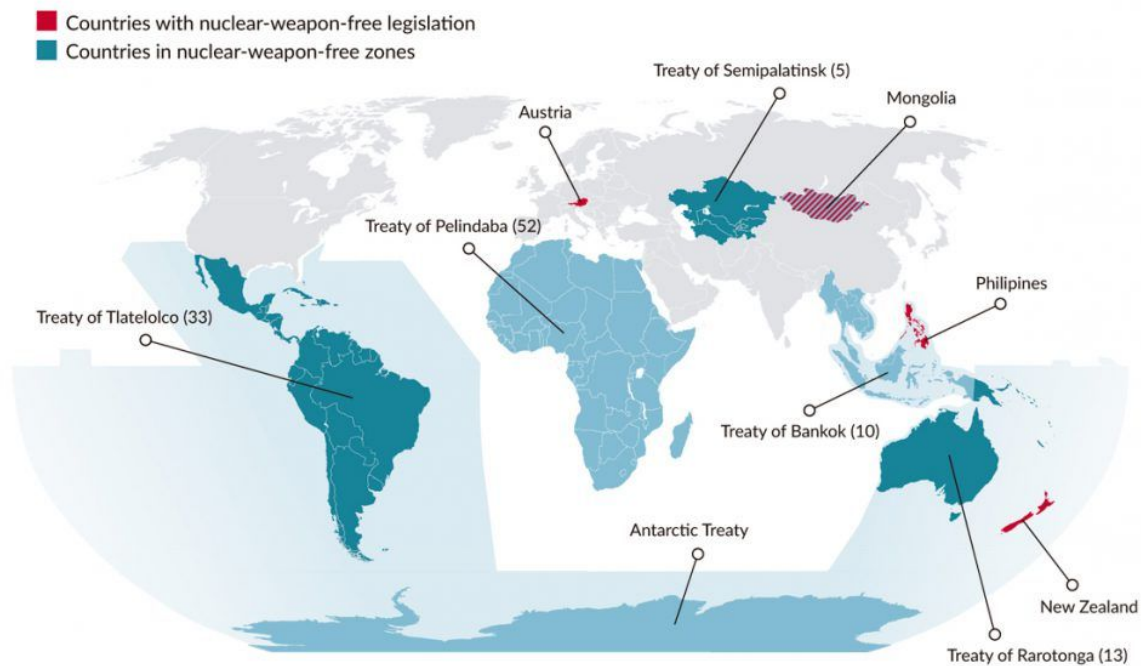 Countries with nuclear-weapon-free legislation
Countries in nuclear-weapon-free zones
Treaty of Semipalatinsk (5)
Mongolia
Austria
Treaty of Pelindaba (52)
Philipines
Treaty of Tlatelolco (33)
Treaty of Bankok (10)
Antarctic Treaty
New Zealand
Treaty of Rarotonga (13)